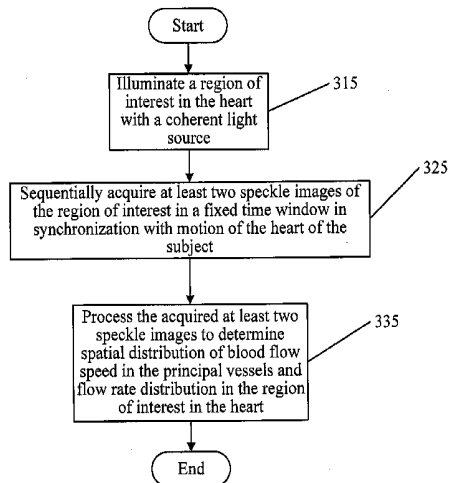 Start
Illuminate a region of
interest in the heart
with a coherent light
source
315
Sequentially acquire at least two speckle images of
the region of interest in a fixed time window in
synchronization with motion of the heart of the
subject
325
Process the acquired at least two
speckle images to determine
spatial distribution of blood flow
speed in the principal vessels and
flow rate distribution in the region
of interest in the heart
335
End